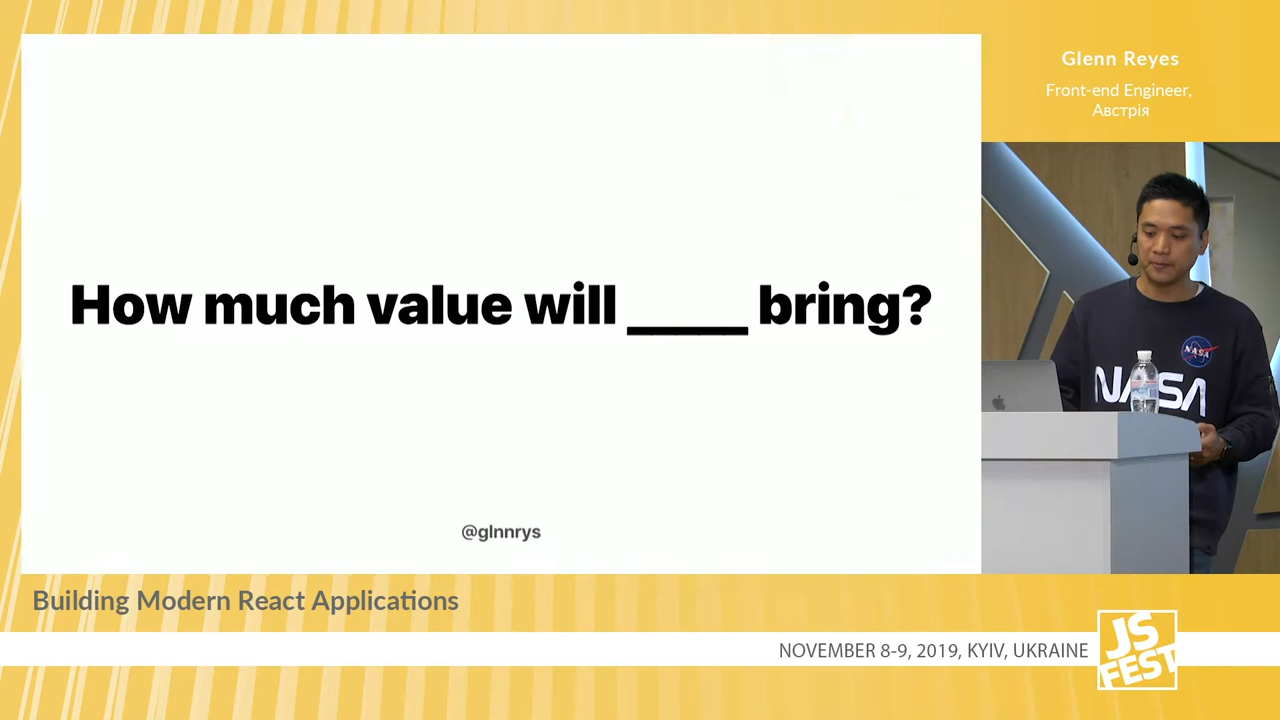 How much value will _____ bring?
@glnnrys
Glenn Reyes
Front-end Engineer,
Австрія
NASA
NASA
Building Modern React Applications
NOVEMBER 8-9, 2019, KYIV, UKRAINE
JS
FEST